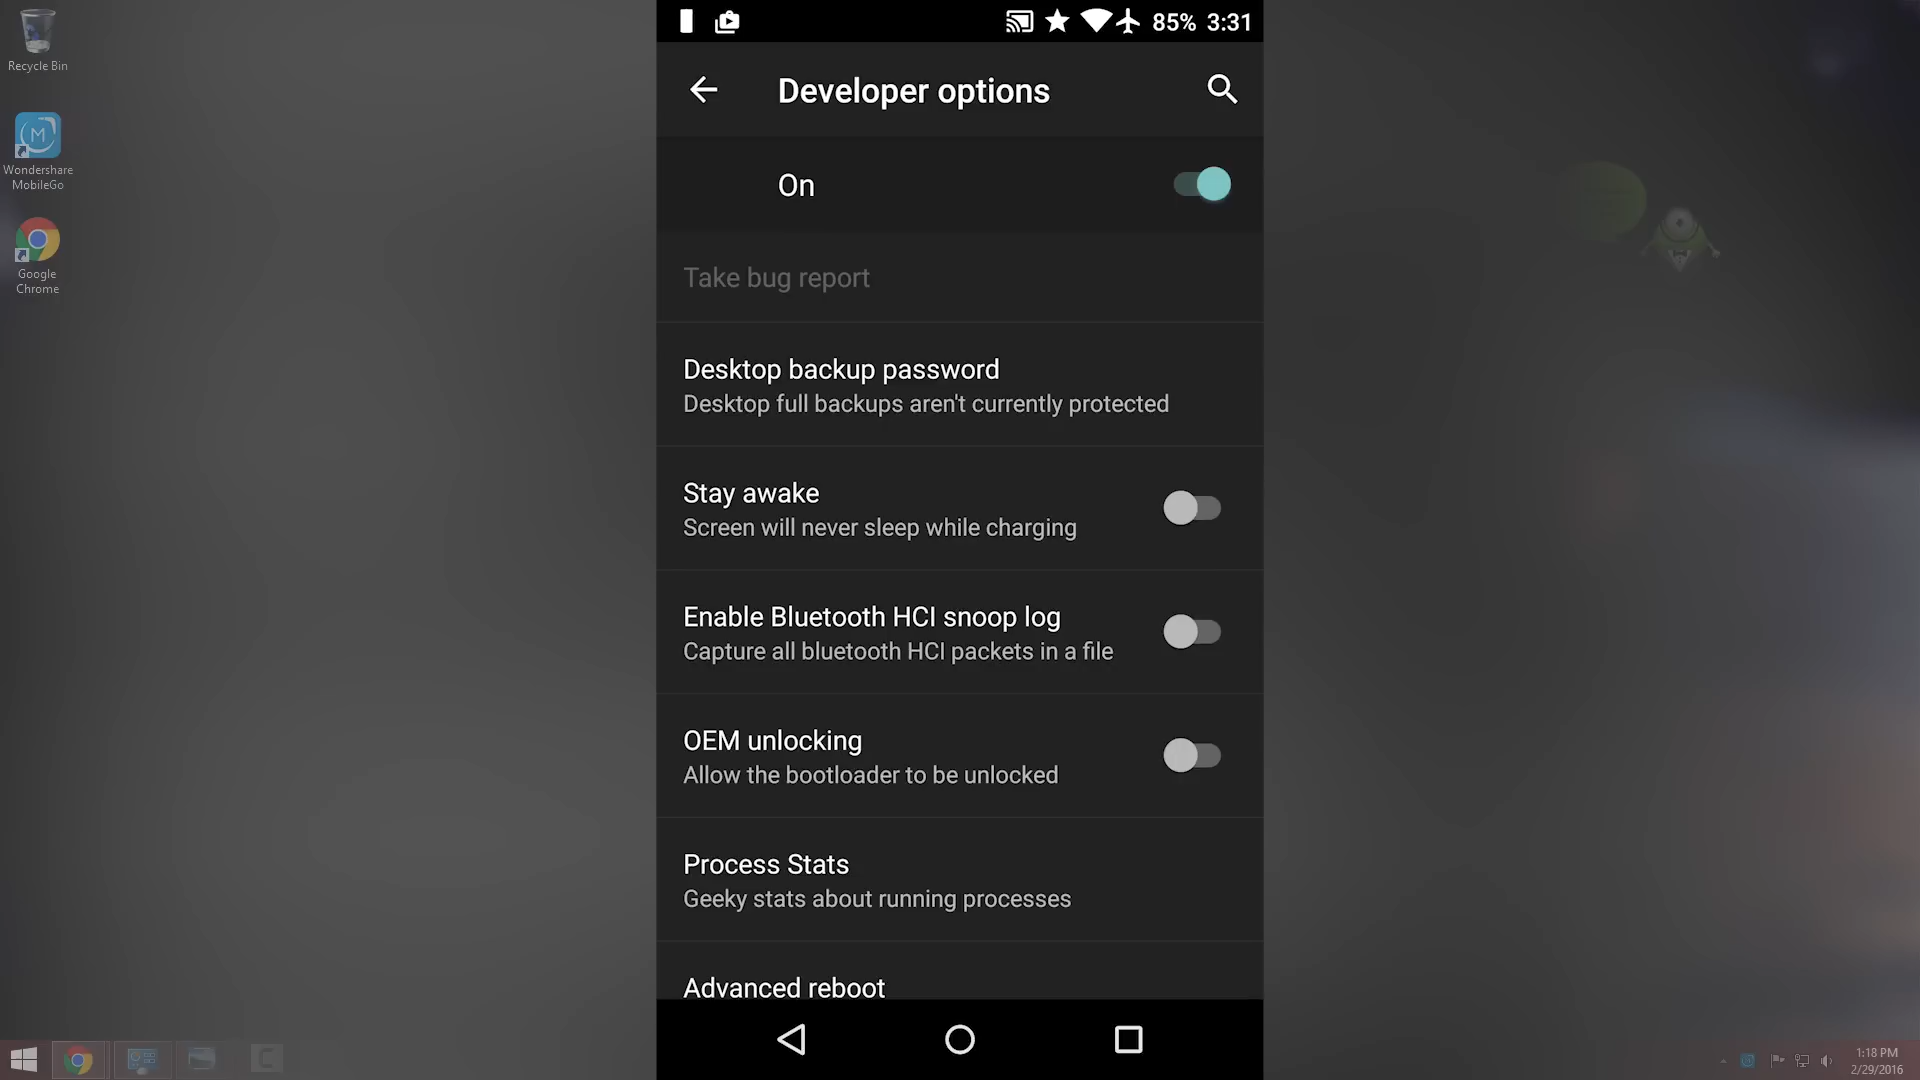 85% 3:31
Developer options
On
Take bug report
Desktop backup password
Desktop full backups aren't currently protected
Stay awake
Screen will never sleep while charging
Enable Bluetooth HCI snoop log
Capture all bluetooth HCI packets in a file
OEM unlocking
Allow the bootloader to be unlocked
Process Stats
Geeky stats about running processes
Advanced reboot
Recycle Bin
Wondershare
MobileGo
Google
Chrome
1:18 PM
2/29/2016